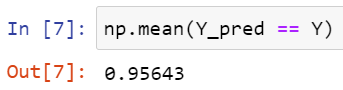 In [7]: np.mean(Y_pred == Y)
Out[7]: 0.95643